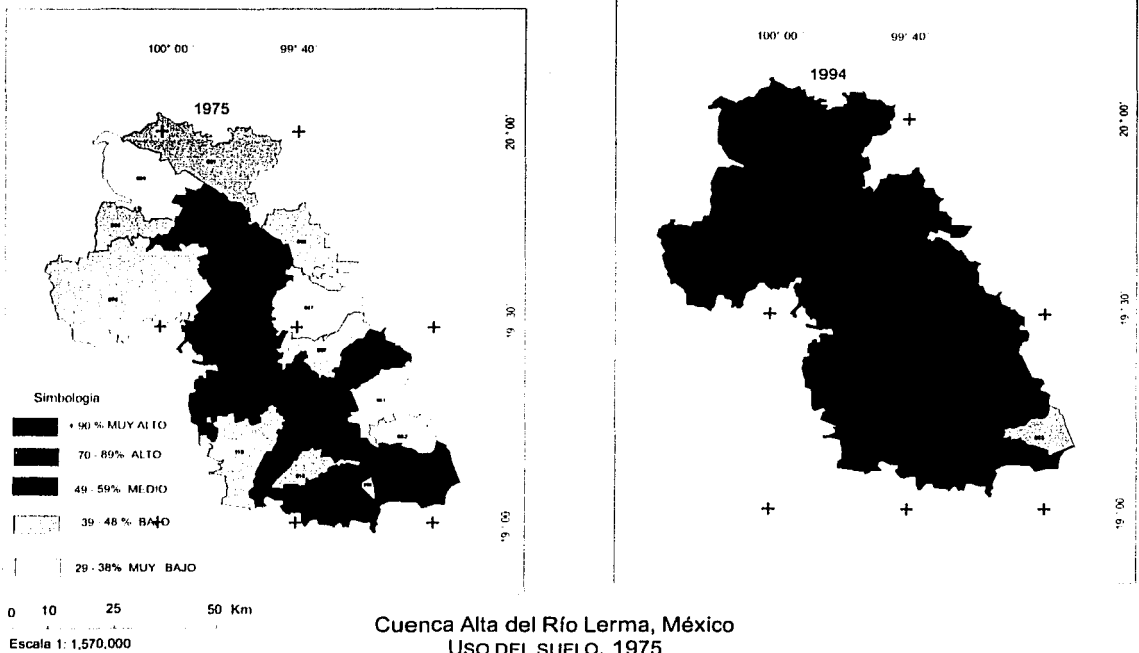 100° 00'
99° 40'
1975
20° 00'
19° 30'
19° 00'
Simbologia
+ 90 % MUY ALTO
70 - 89% ALTO
49 - 59% MEDIO
39 - 48 % BAJO
29 - 38% MUY BAJO
0 10 25 50 Km
Escala 1: 1,570,000
100° 00'
99° 40'
1994
20° 00'
19° 30'
19° 00'
Cuenca Alta del Río Lerma, México
USO DEL SUELO, 1975